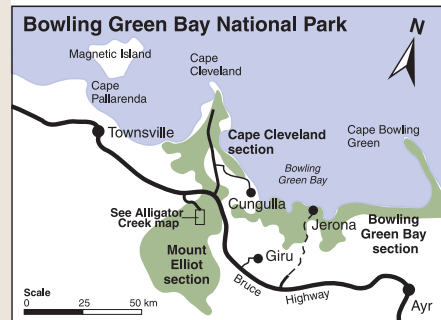 Bowling Green Bay National Park
N
Magnetic Island
Cape
Cleveland
Cape
Pallarenda
Townsville
Cape Cleveland
section
Cape Bowling
Green
Bowling
Green Bay
Cungulla
See Alligator
Creek map
Jerona
Bowling
Green Bay
section
Mount
Elliot
section
Giru
Bruce
Highway
Ayr
Scale
0
25
50 km